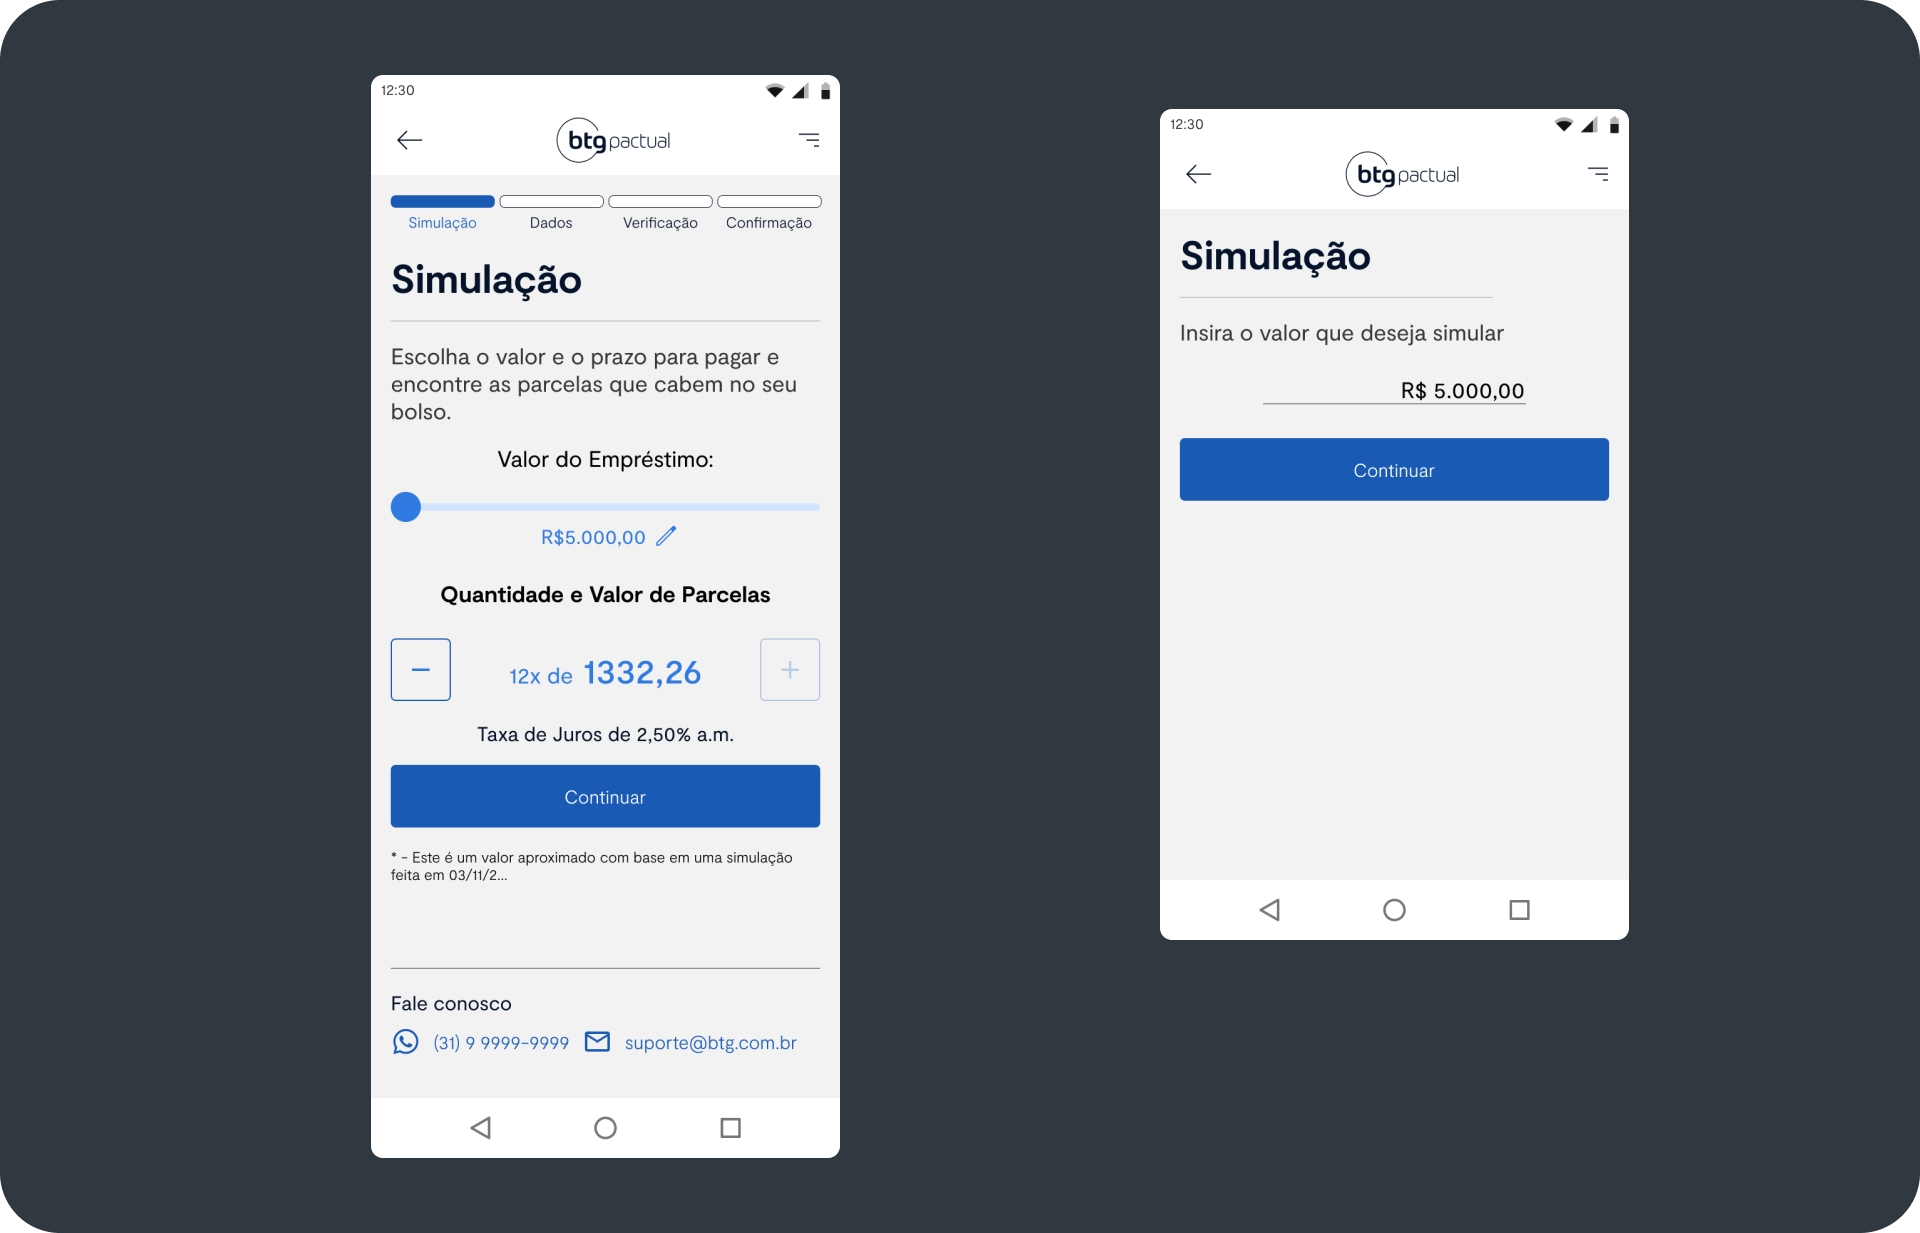 12:30
btg pactual
Simulação
Dados
Verificação
Confirmação
Simulação
Escolha o valor e o prazo para pagar e
encontre as parcelas que cabem no seu
bolso.
Valor do Empréstimo:
R$5.000,00
Quantidade e Valor de Parcelas
12x de 1332,26
Taxa de Juros de 2,50% a.m.
Continuar
* - Este é um valor aproximado com base em uma simulação
feita em 03/11/2...
Fale conosco
(31) 9 9999-9999
suporte@btg.com.br
12:30
btg pactual
Simulação
Insira o valor que deseja simular
R$ 5.000,00
Continuar